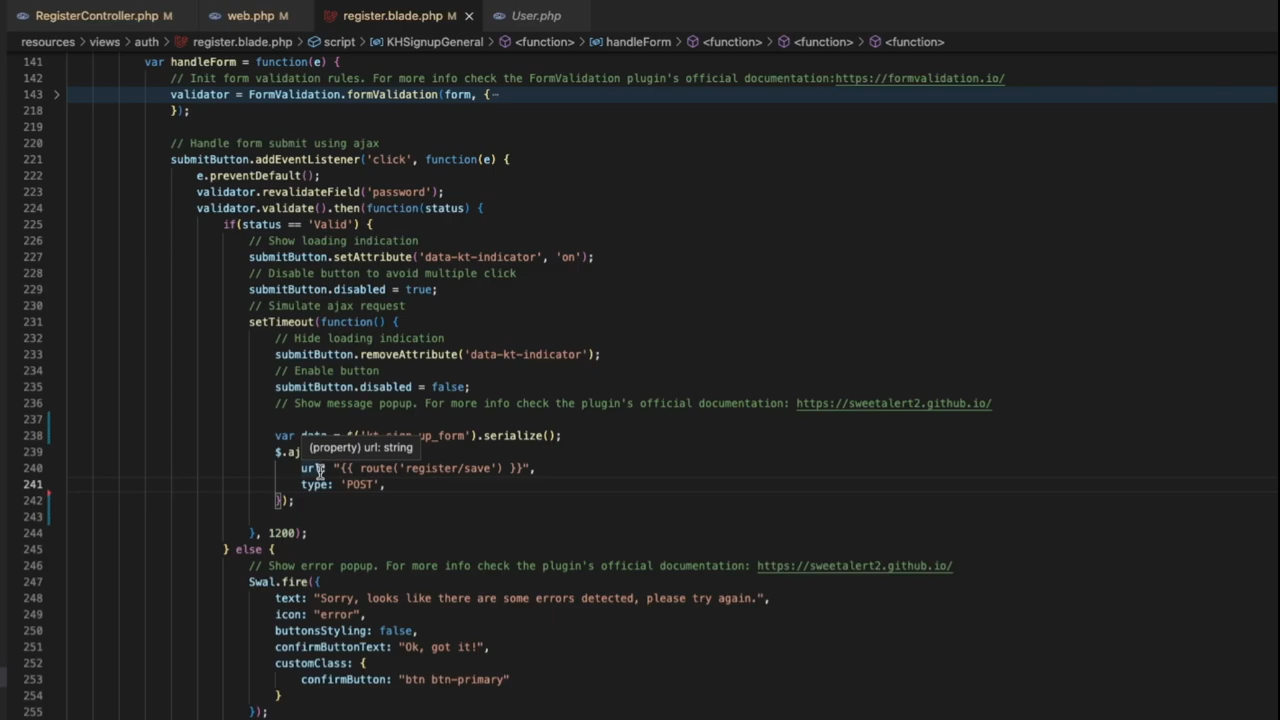 RegisterController.php M web.php M register.blade.php M × User.php
resources > views > auth > register.blade.php > script > KHSignupGeneral > <function> > handleForm > <function> > <function> > <function>
141 var handleForm = function(e) {
142 // Init form validation rules. For more info check the FormValidation plugin's official documentation:https://formvalidation.io/
143 > validator = FormValidation.formValidation(form, {⋯
218 });
219
220 // Handle form submit using ajax
221 submitButton.addEventListener('click', function(e) {
222 e.preventDefault();
223 validator.revalidateField('password');
224 validator.validate().then(function(status) {
225 if(status == 'Valid') {
226 // Show loading indication
227 submitButton.setAttribute('data-kt-indicator', 'on');
228 // Disable button to avoid multiple click
229 submitButton.disabled = true;
230 // Simulate ajax request
231 setTimeout(function() {
232 // Hide loading indication
233 submitButton.removeAttribute('data-kt-indicator');
234 // Enable button
235 submitButton.disabled = false;
236 // Show message popup. For more info check the plugin's official documentation: https://sweetalert2.github.io/
237
238 var = up_form').serialize();
(property) url: string
239 $.aj
240 url: "{{ route('register/save') }}",
241 type: 'POST',
242 });
243
244 }, 1200);
245 } else {
246 // Show error popup. For more info check the plugin's official documentation: https://sweetalert2.github.io/
247 Swal.fire({
248 text: "Sorry, looks like there are some errors detected, please try again.",
249 icon: "error",
250 buttonsStyling: false,
251 confirmButtonText: "Ok, got it!",
252 customClass: {
253 confirmButton: "btn btn-primary"
254 }
255 });